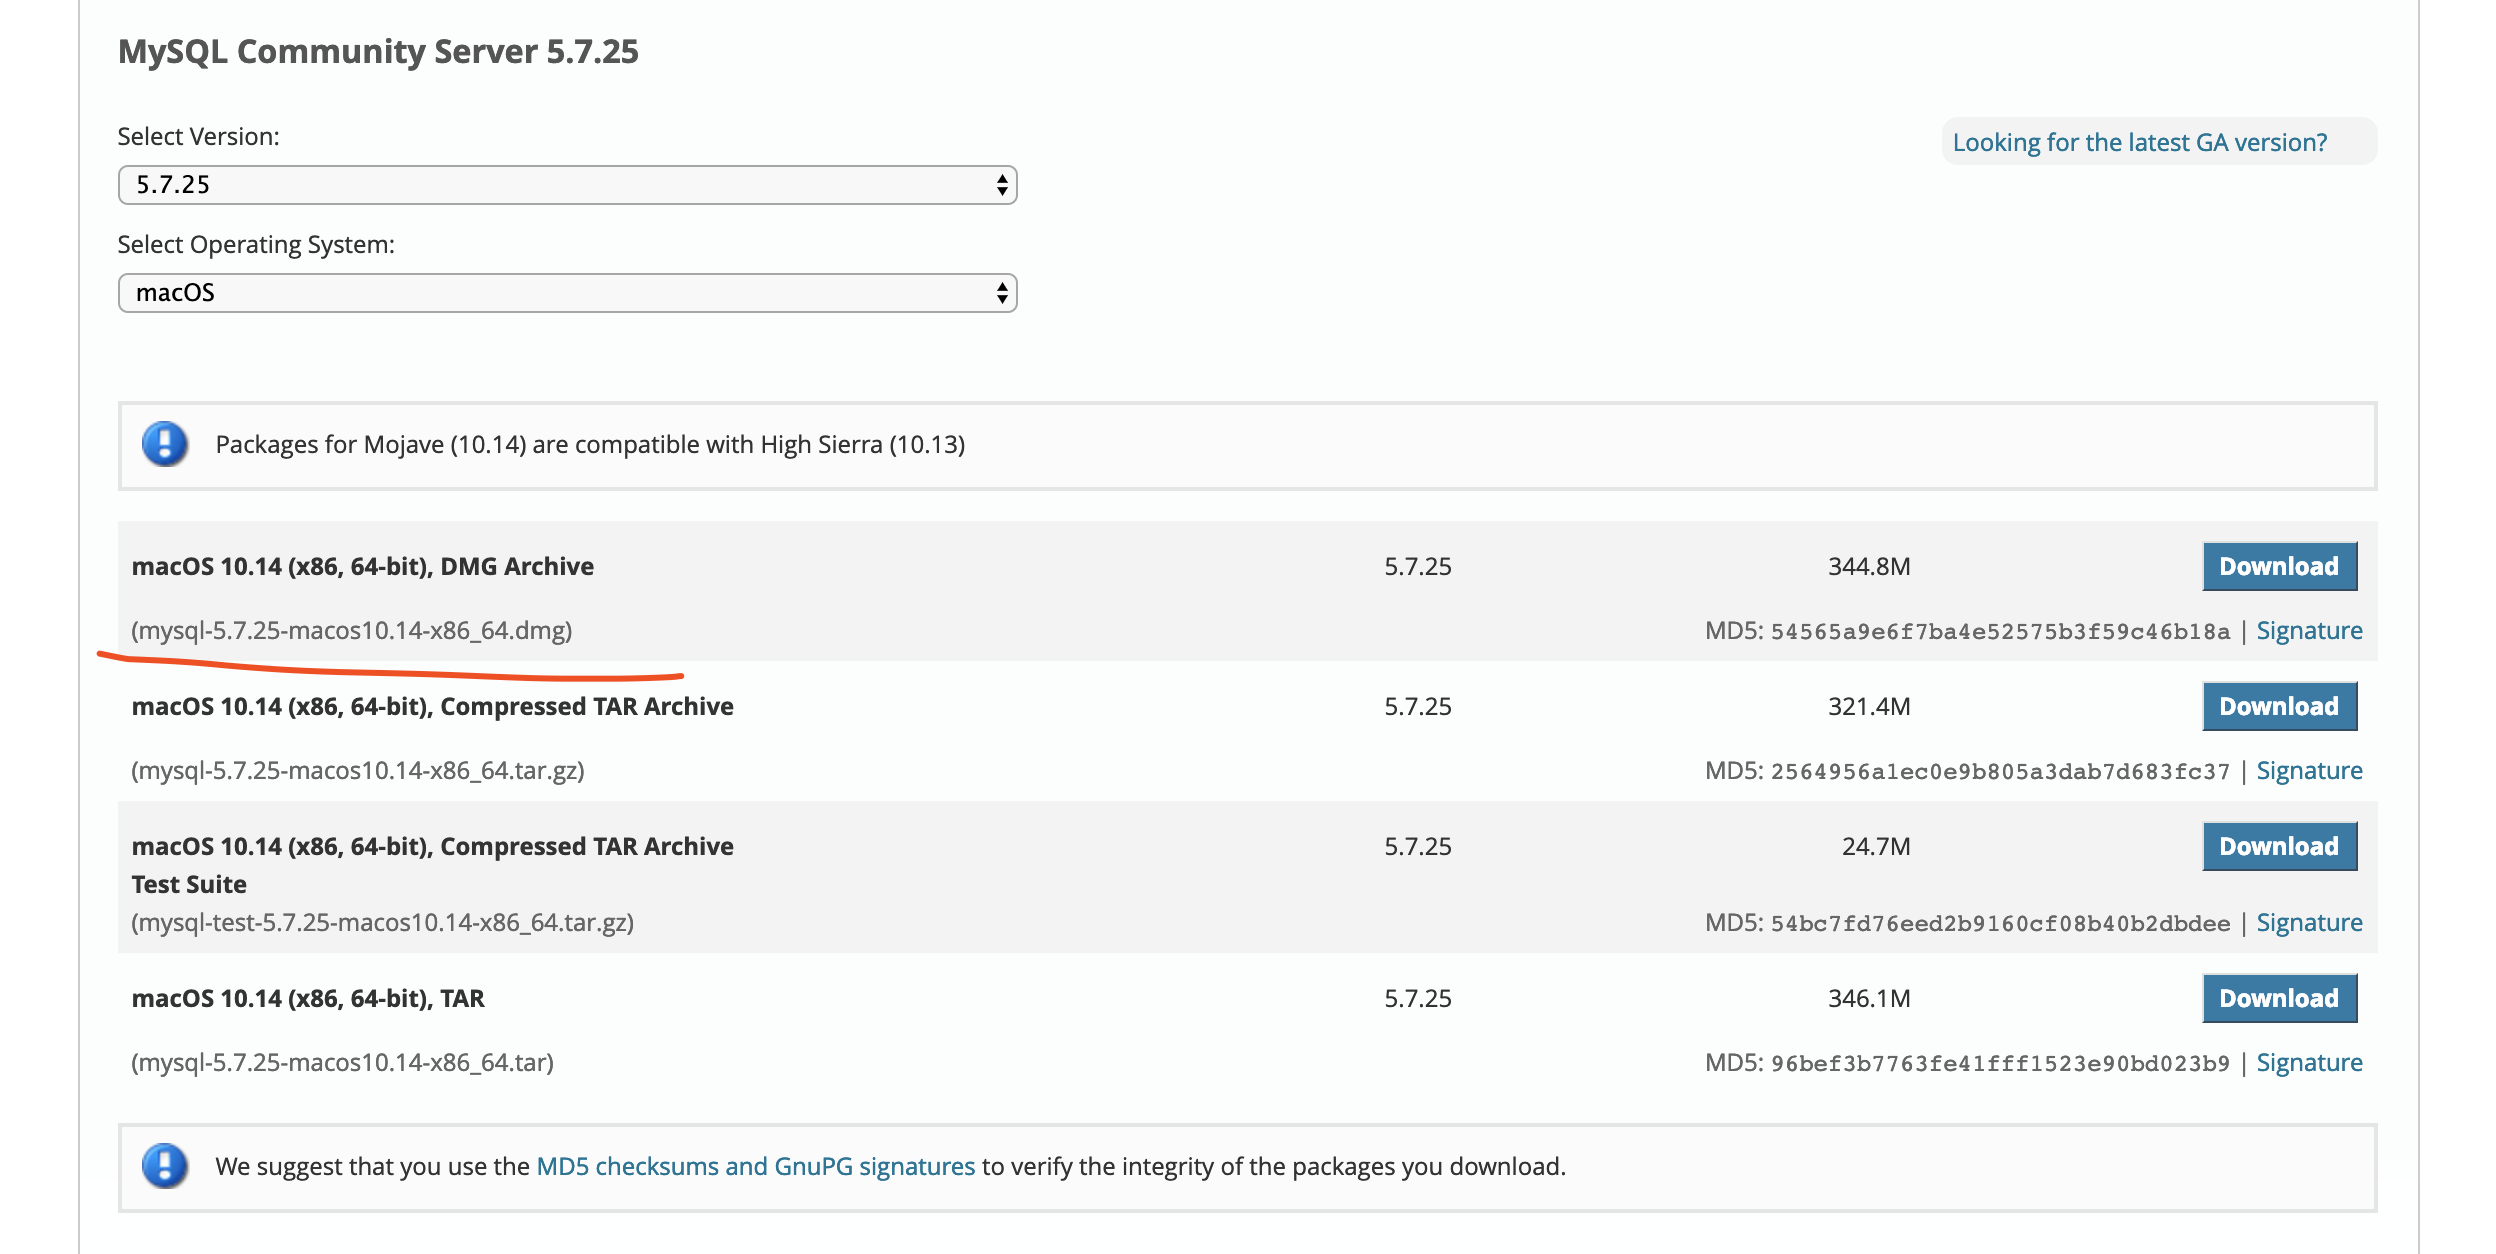 MySQL Community Server 5.7.25
Select Version:
Looking for the latest GA version?
5.7.25
Select Operating System:
macOS
Packages for Mojave (10.14) are compatible with High Sierra (10.13)
macOS 10.14 (x86, 64-bit), DMG Archive 5.7.25 344.8M Download
(mysql-5.7.25-macos10.14-x86_64.dmg) MD5: 54565a9e6f7ba4e52575b3f59c46b18a | Signature
macOS 10.14 (x86, 64-bit), Compressed TAR Archive 5.7.25 321.4M Download
(mysql-5.7.25-macos10.14-x86_64.tar.gz) MD5: 2564956a1ec0e9b805a3dab7d683fc37 | Signature
macOS 10.14 (x86, 64-bit), Compressed TAR Archive 5.7.25 24.7M Download
Test Suite
(mysql-test-5.7.25-macos10.14-x86_64.tar.gz) MD5: 54bc7fd76eed2b9160cf08b40b2dbdee | Signature
macOS 10.14 (x86, 64-bit), TAR 5.7.25 346.1M Download
(mysql-5.7.25-macos10.14-x86_64.tar) MD5: 96bef3b7763fe41fff1523e90bd023b9 | Signature
We suggest that you use the MD5 checksums and GnuPG signatures to verify the integrity of the packages you download.